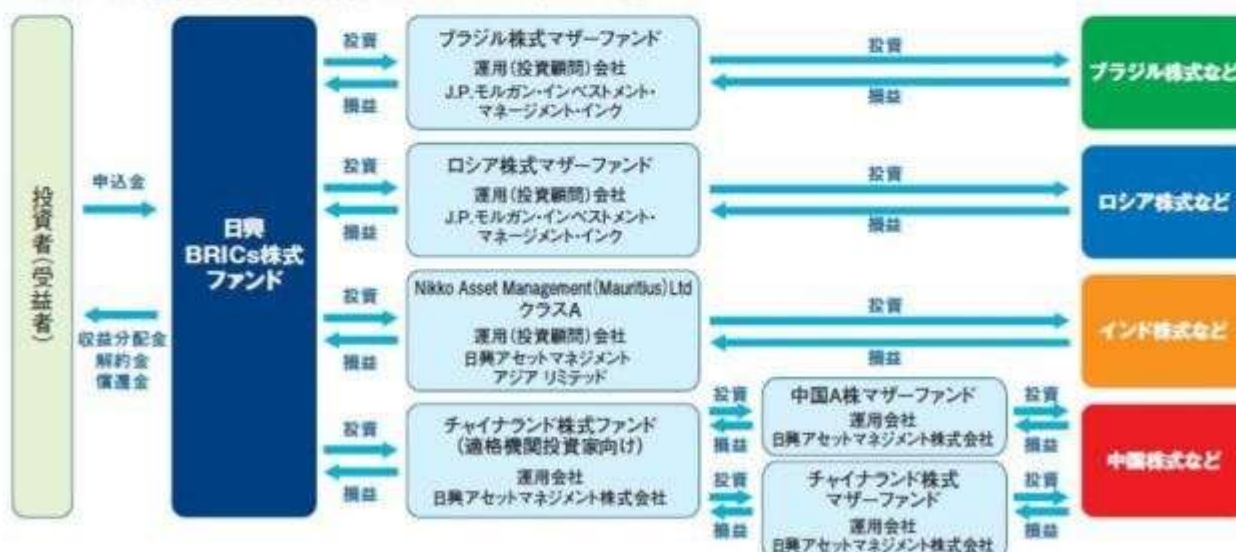 投資者(受益者)
申込金
収益分配金
解約金
償還金
日興
BRICs株式
ファンド
投資
損益
ブラジル株式マザーファンド
運用(投資顧問)会社
J.P.モルガン・インベストメント・
マネージメント・インク
投資
損益
ブラジル株式など
投資
損益
ロシア株式マザーファンド
運用(投資顧問)会社
J.P.モルガン・インベストメント・
マネージメント・インク
投資
損益
ロシア株式など
投資
損益
Nikko Asset Management(Mauritius)Ltd
クラスA
運用(投資顧問)会社
日興アセットマネジメント
アジア リミテッド
投資
損益
インド株式など
投資
損益
チャイナランド株式ファンド
(適格機関投資家向け)
運用会社
日興アセットマネジメント株式会社
投資
損益
中国A株マザーファンド
運用会社
日興アセットマネジメント株式会社
投資
損益
投資
損益
チャイナランド株式
マザーファンド
運用会社
日興アセットマネジメント株式会社
投資
損益
中国株式など